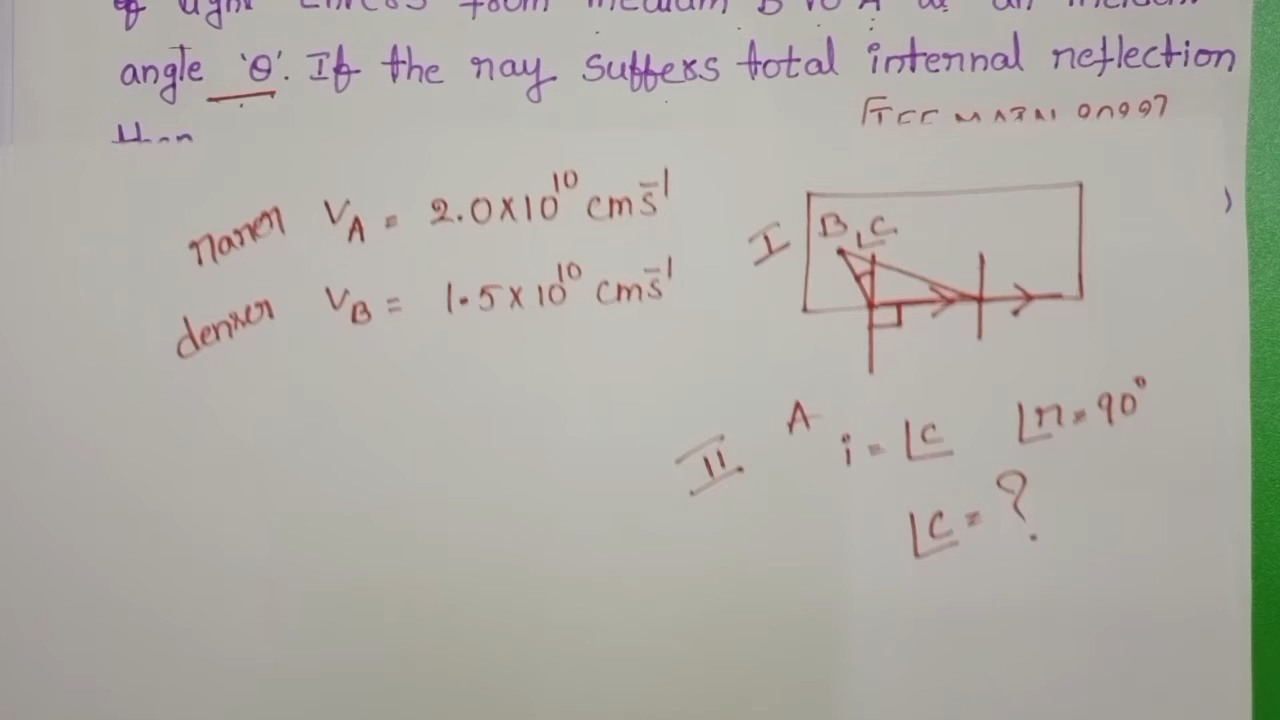 angle 'θ'. If the ray suffers total internal reflection
rarer V_A = 2.0×10^10 cm s^-1
denser V_B = 1.5×10^10 cm s^-1
I
B ∠C
A
II
i = ∠C ∠r = 90°
∠C = ?